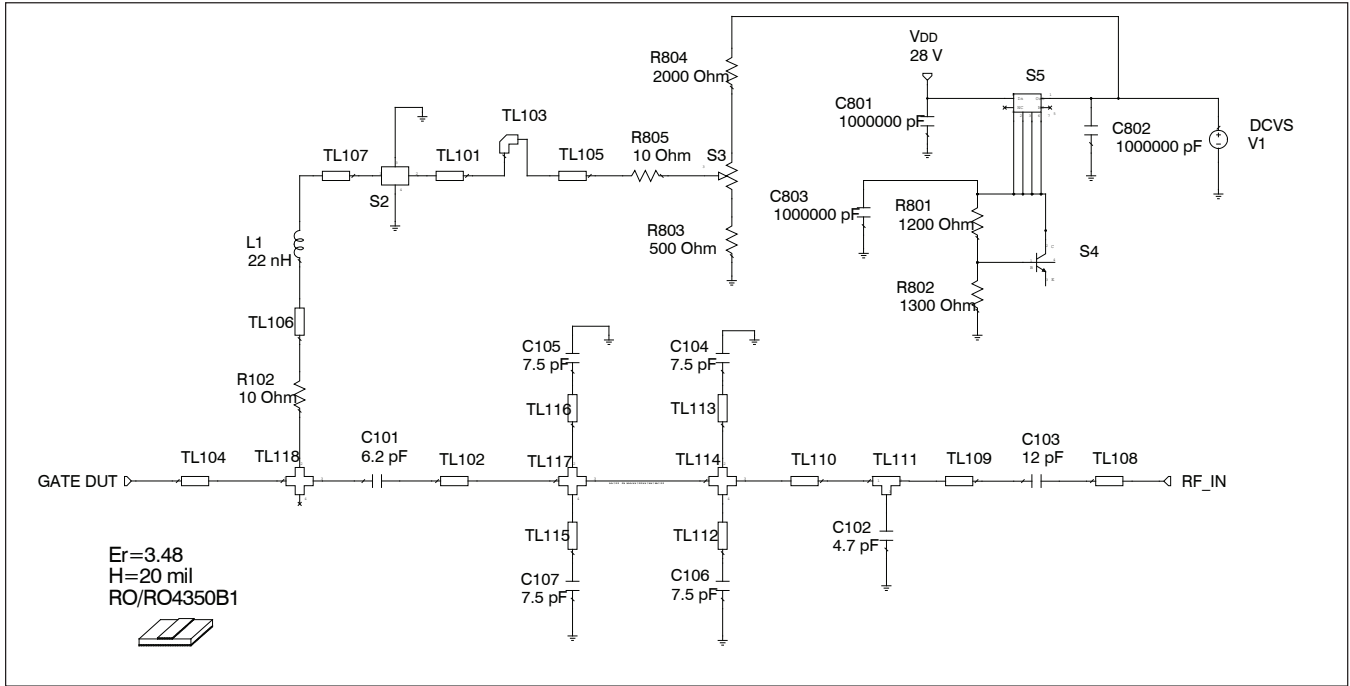 R804
2000 Ohm
VDD
28 V
S5
C801
1000000 pF
C802
1000000 pF
DCVS
V1
TL103
TL107
TL101
TL105
R805
10 Ohm
S3
S2
C803
1000000 pF
R801
1200 Ohm
S4
R803
500 Ohm
L1
22 nH
R802
1300 Ohm
TL106
C105
7.5 pF
C104
7.5 pF
R102
10 Ohm
TL116
TL113
C101
6.2 pF
C103
12 pF
TL104
TL118
TL102
TL117
TL114
TL110
TL111
TL109
TL108
GATE DUT
RF_IN
TL115
TL112
C102
4.7 pF
C107
7.5 pF
C106
7.5 pF
Er=3.48
H=20 mil
RO/RO4350B1